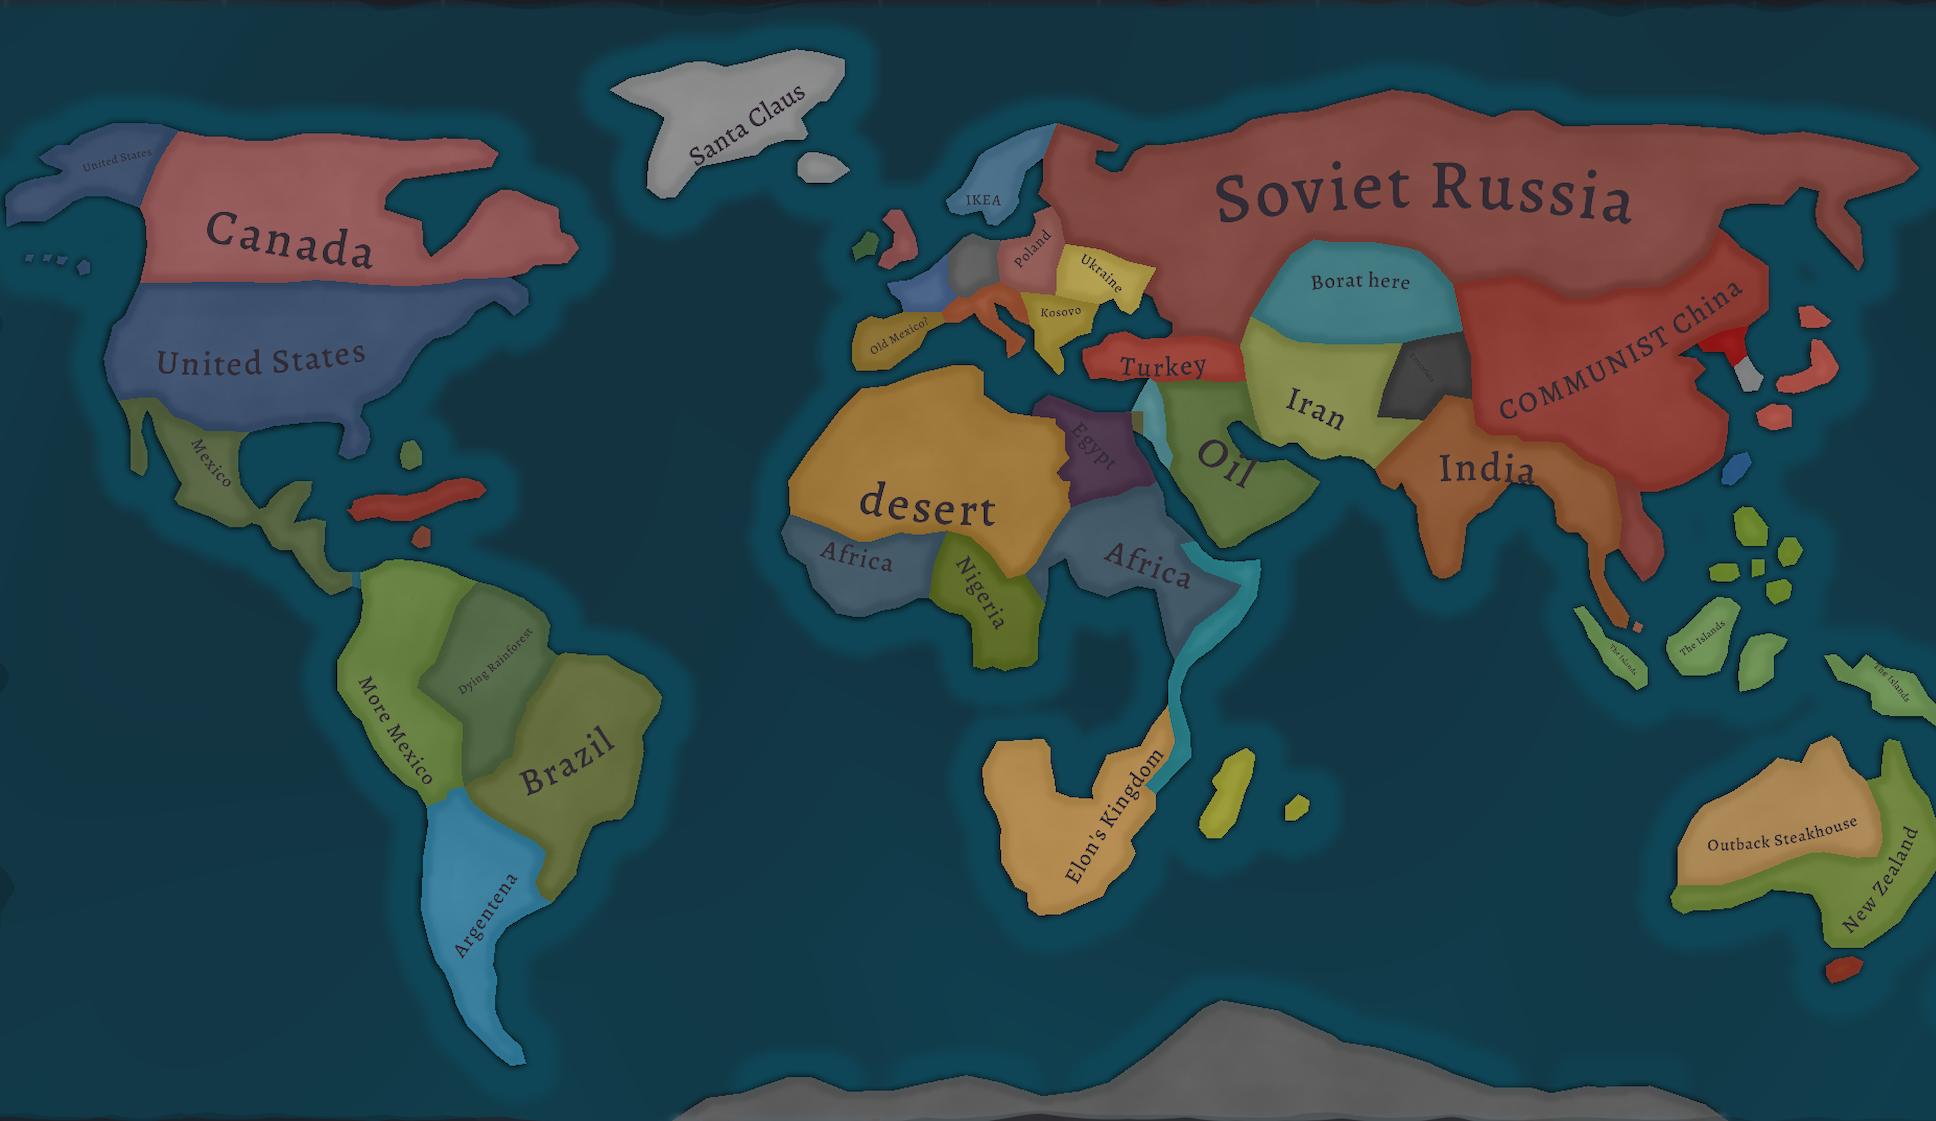 Santa Claus
United States
Canada
IKEA
Soviet Russia
Poland
Ukraine
Borat here
Kosovo
Old Mexico?
COMMUNIST China
United States
Turkey
Iran
Mexico
Egypt
Oil
India
desert
Africa
Africa
Nigeria
Dying Rainforest
The Islands
The Islands
The Islands
More Mexico
Brazil
Elon's Kingdom
Outback Steakhouse
New Zealand
Argentena